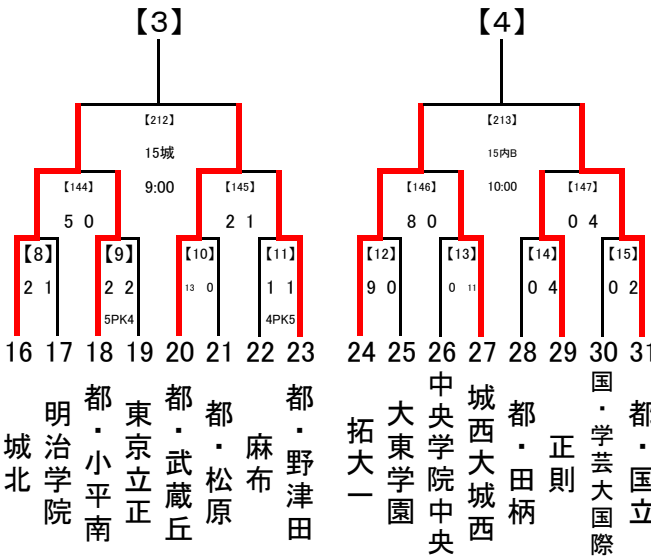 【3】 【4】
【212】 【213】
15城 15内B
9:00 10:00
【144】 【145】 【146】 【147】
5 0 2 1 8 0 0 4
【8】 【9】 【10】 【11】 【12】 【13】 【14】 【15】
2 1 2 2 13 0 1 1 9 0 0 11 0 4 0 2
5PK4 4PK5
16 17 18 19 20 21 22 23 24 25 26 27 28 29 30 31
城北
明治学院
都・小平南
東京立正
都・武蔵丘
都・松原
麻布
都・野津田
拓大一
大東学園
中央学院中央
城西大城西
都・田柄
正則
国・学芸大国際
都・国立